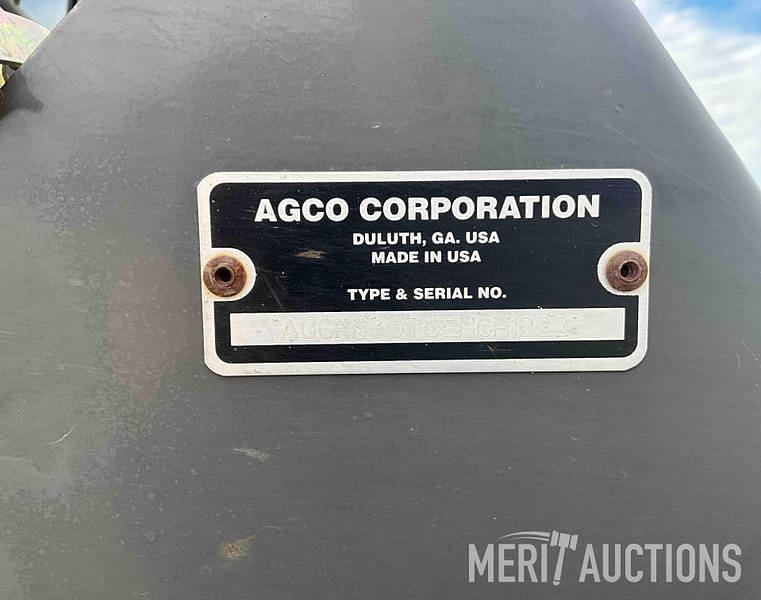 AGCO CORPORATION
DULUTH, GA. USA
MADE IN USA
TYPE & SERIAL NO.
MERIT AUCTIONS